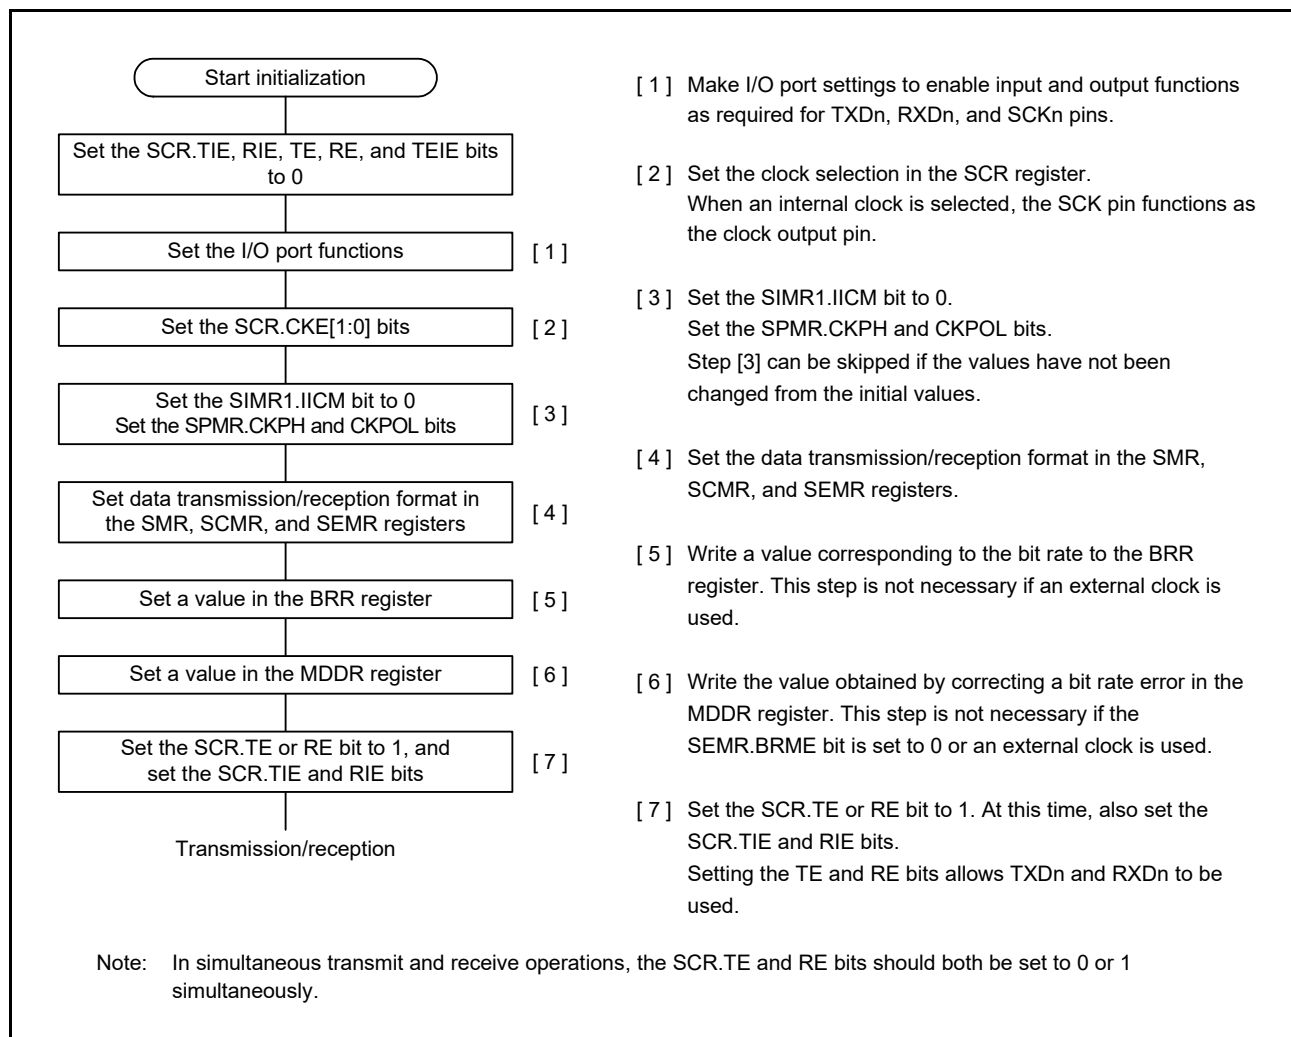 Start initialization
Set the SCR.TIE, RIE, TE, RE, and TEIE bits
to 0
Set the I/O port functions
[ 1 ]
Set the SCR.CKE[1:0] bits
[ 2 ]
Set the SIMR1.IICM bit to 0
Set the SPMR.CKPH and CKPOL bits
[ 3 ]
Set data transmission/reception format in
the SMR, SCMR, and SEMR registers
[ 4 ]
Set a value in the BRR register
[ 5 ]
Set a value in the MDDR register
[ 6 ]
Set the SCR.TE or RE bit to 1, and
set the SCR.TIE and RIE bits
[ 7 ]
Transmission/reception
[ 1 ] Make I/O port settings to enable input and output functions
as required for TXDn, RXDn, and SCKn pins.
[ 2 ] Set the clock selection in the SCR register.
When an internal clock is selected, the SCK pin functions as
the clock output pin.
[ 3 ] Set the SIMR1.IICM bit to 0.
Set the SPMR.CKPH and CKPOL bits.
Step [3] can be skipped if the values have not been
changed from the initial values.
[ 4 ] Set the data transmission/reception format in the SMR,
SCMR, and SEMR registers.
[ 5 ] Write a value corresponding to the bit rate to the BRR
register. This step is not necessary if an external clock is
used.
[ 6 ] Write the value obtained by correcting a bit rate error in the
MDDR register. This step is not necessary if the
SEMR.BRME bit is set to 0 or an external clock is used.
[ 7 ] Set the SCR.TE or RE bit to 1. At this time, also set the
SCR.TIE and RIE bits.
Setting the TE and RE bits allows TXDn and RXDn to be
used.
Note: In simultaneous transmit and receive operations, the SCR.TE and RE bits should both be set to 0 or 1
simultaneously.